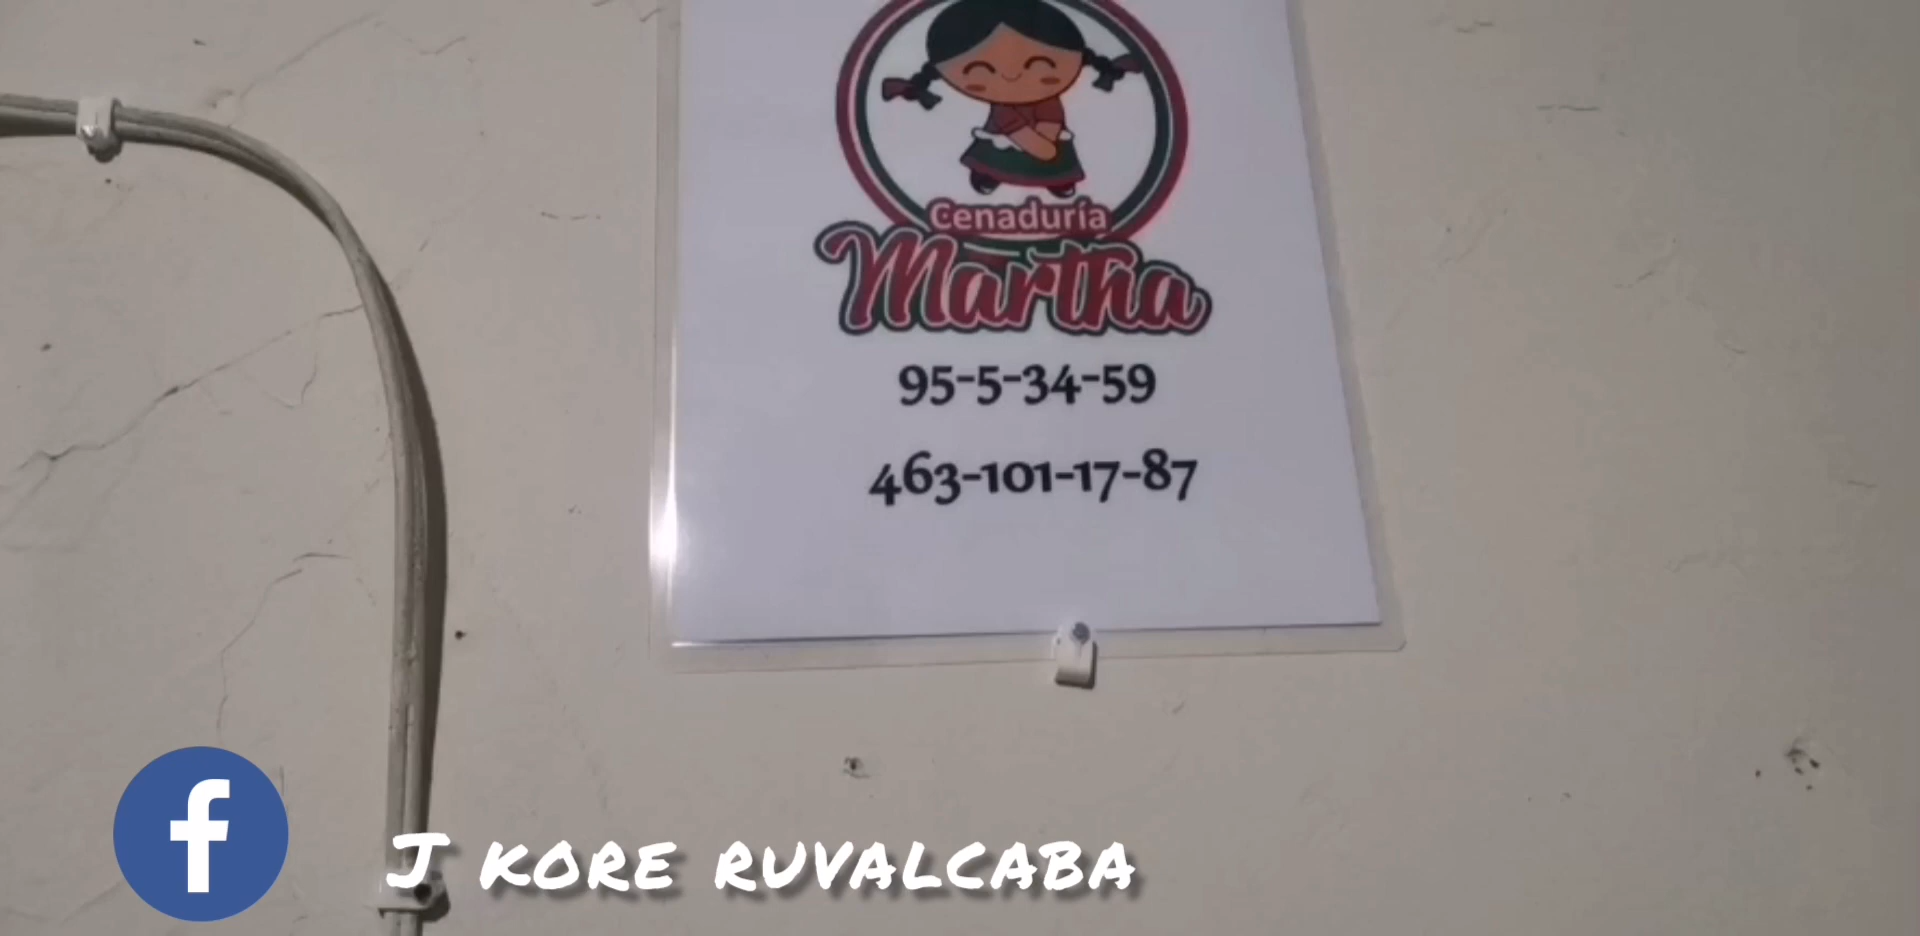 Cenaduría
Martha
95-5-34-59
463-101-17-87
f
J KORE RUVALCABA